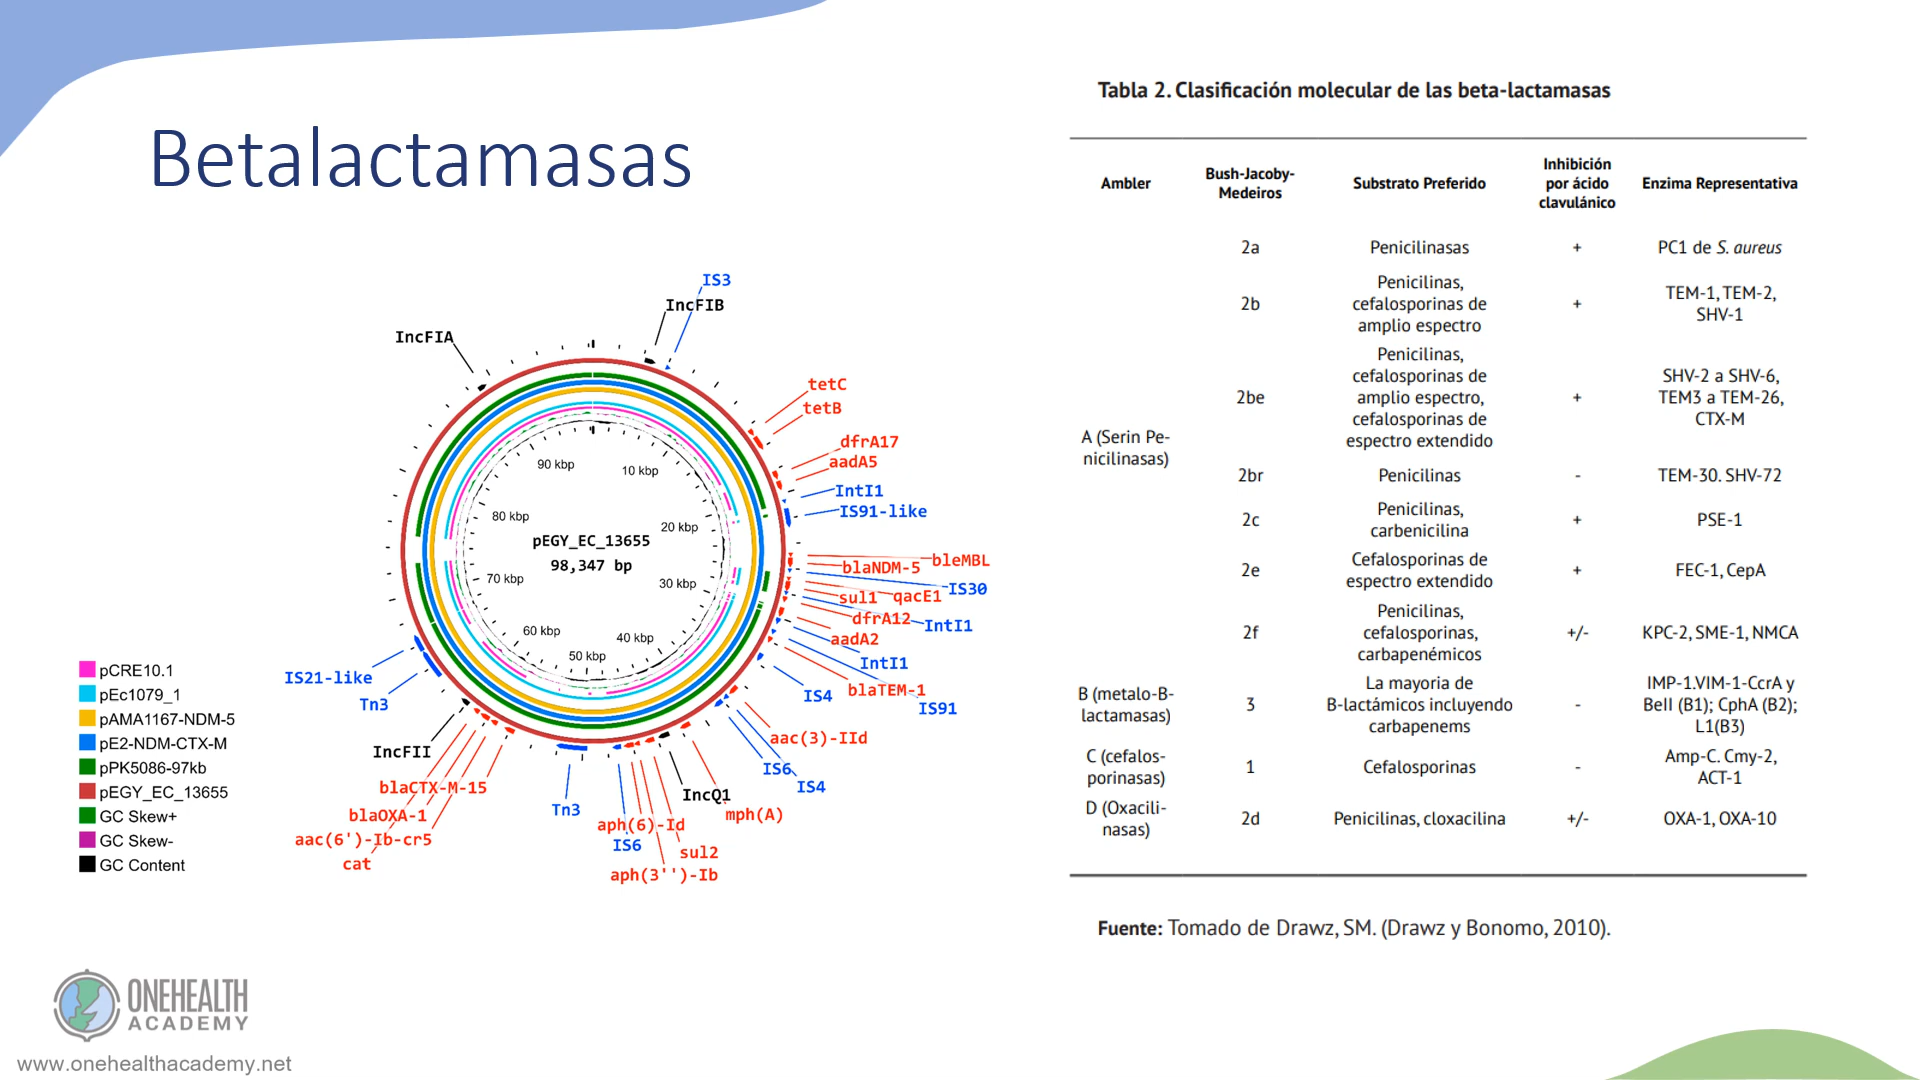 Betalactamasas
IS3
IncFIB
IncFIA
tetC
tetB
dfrA17
aadA5
IntI1
IS91-like
bleMBL
blaNDM-5
IS30
sul1
qacE1
dfrA12
IntI1
aadA2
IntI1
blaTEM-1
IS4
IS91
aac(3)-IId
IS6
IS4
IncQ1
mph(A)
aph(6)-Id
sul2
IS6
aph(3'')-Ib
Tn3
IS21-like
Tn3
IncFII
blaCTX-M-15
blaOXA-1
aac(6')-Ib-cr5
cat
90 kbp
10 kbp
80 kbp
20 kbp
pEGY_EC_13655
98,347 bp
70 kbp
30 kbp
60 kbp
40 kbp
50 kbp
pCRE10.1
pEc1079_1
pAMA1167-NDM-5
pE2-NDM-CTX-M
pPK5086-97kb
pEGY_EC_13655
GC Skew+
GC Skew-
GC Content
Tabla 2. Clasificación molecular de las beta-lactamasas
Ambler
Bush-Jacoby-
Medeiros
Substrato Preferido
Inhibición
por ácido
clavulánico
Enzima Representativa
A (Serin Pe-
nicilinasas)
2a
Penicilinasas
+
PC1 de S. aureus
2b
Penicilinas,
cefalosporinas de
amplio espectro
+
TEM-1, TEM-2,
SHV-1
2be
Penicilinas,
cefalosporinas de
amplio espectro,
cefalosporinas de
espectro extendido
+
SHV-2 a SHV-6,
TEM3 a TEM-26,
CTX-M
2br
Penicilinas
-
TEM-30. SHV-72
2c
Penicilinas,
carbenicilina
+
PSE-1
2e
Cefalosporinas de
espectro extendido
+
FEC-1, CepA
2f
Penicilinas,
cefalosporinas,
carbapenémicos
+/-
KPC-2, SME-1, NMCA
B (metalo-B-
lactamasas)
3
La mayoria de
B-lactámicos incluyendo
carbapenems
-
IMP-1.VIM-1-CcrA y
Bell (B1); CphA (B2);
L1(B3)
C (cefalos-
porinasas)
1
Cefalosporinas
-
Amp-C. Cmy-2,
ACT-1
D (Oxacili-
nasas)
2d
Penicilinas, cloxacilina
+/-
OXA-1, OXA-10
Fuente: Tomado de Drawz, SM. (Drawz y Bonomo, 2010).
ONEHEALTH
ACADEMY
www.onehealthacademy.net